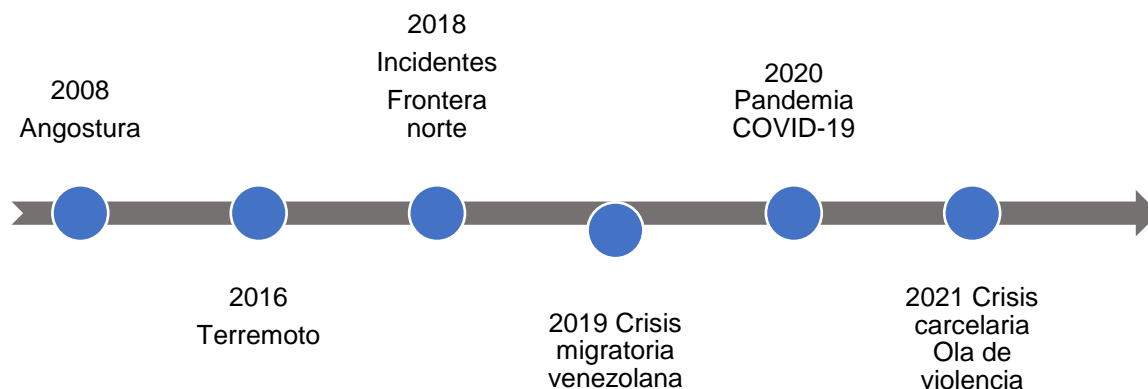 2008
Angostura
2016
Terremoto
2018
Incidentes
Frontera
norte
2019 Crisis
migratoria
venezolana
2020
Pandemia
COVID-19
2021 Crisis
carcelaria
Ola de
violencia